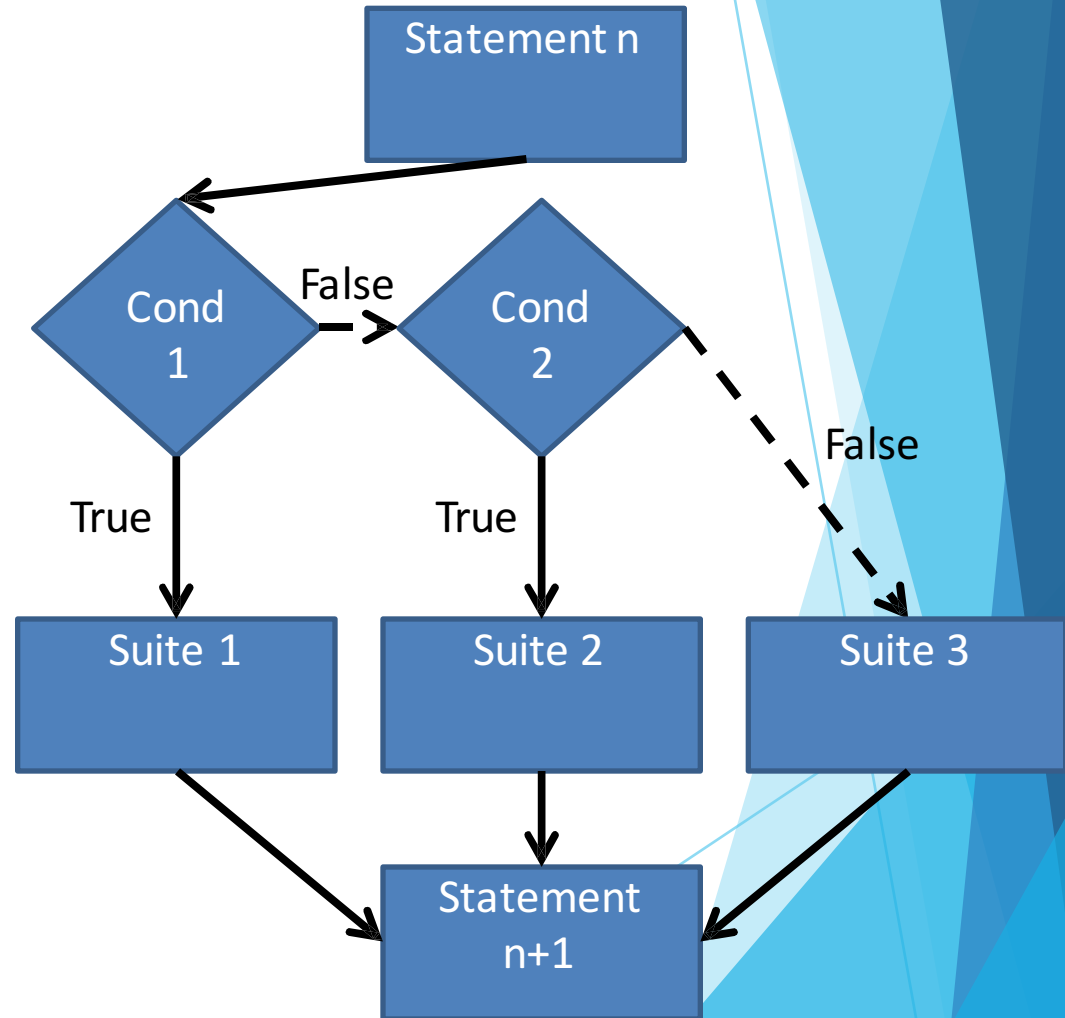 Statement n
Cond
1
False
Cond
2
False
True
True
Suite 1
Suite 2
Suite 3
Statement
n+1